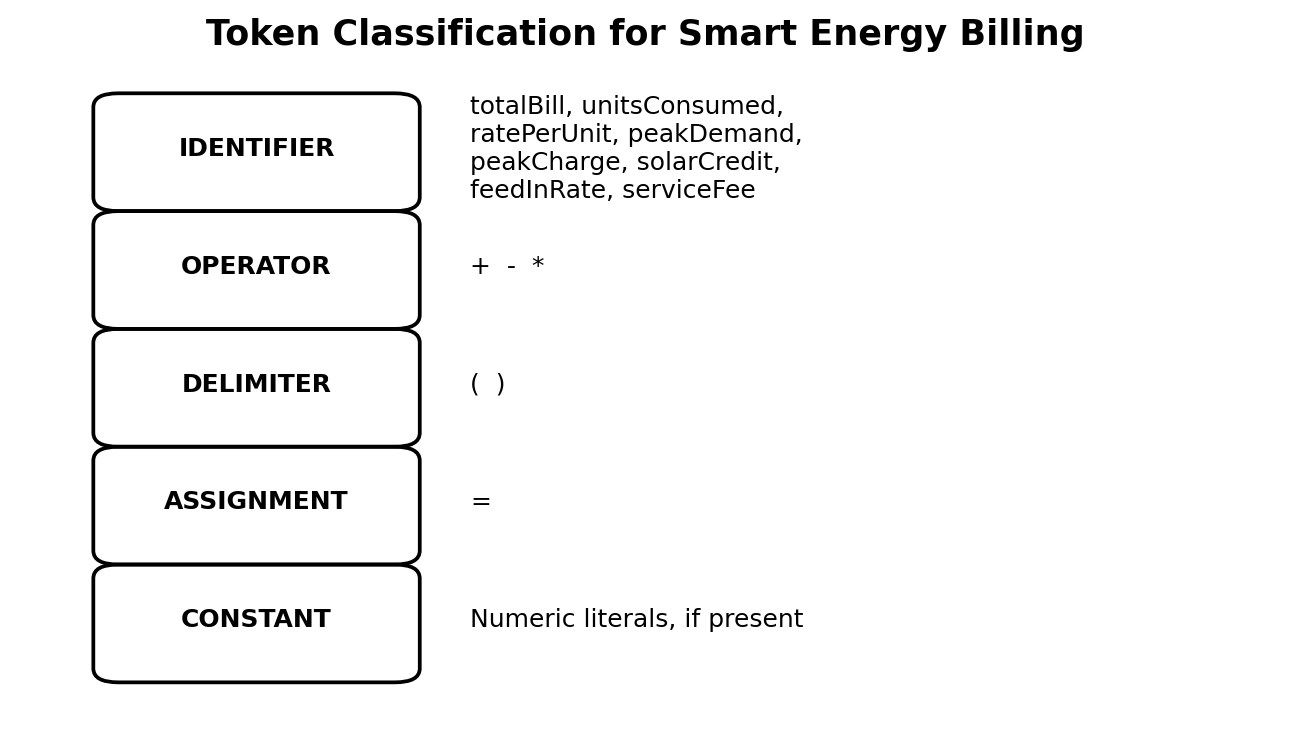 Token Classification for Smart Energy Billing
IDENTIFIER
totalBill, unitsConsumed,
ratePerUnit, peakDemand,
peakCharge, solarCredit,
feedInRate, serviceFee
OPERATOR
+ - *
DELIMITER
( )
ASSIGNMENT
=
CONSTANT
Numeric literals, if present